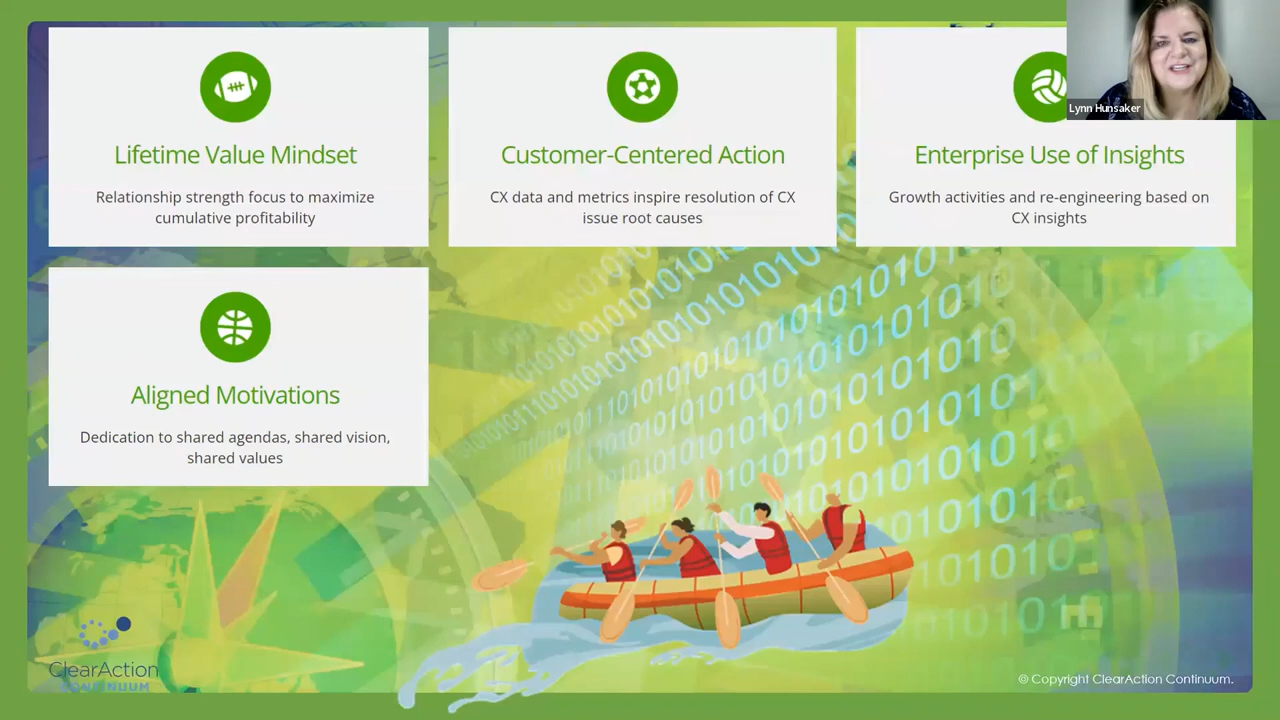 Lynn Hunsaker
Lifetime Value Mindset
Relationship strength focus to maximize
cumulative profitability
Customer-Centered Action
CX data and metrics inspire resolution of CX
issue root causes
Enterprise Use of Insights
Growth activities and re-engineering based on
CX insights
Aligned Motivations
Dedication to shared agendas, shared vision,
shared values
ClearAction
CONTINUUM
© Copyright ClearAction Continuum.